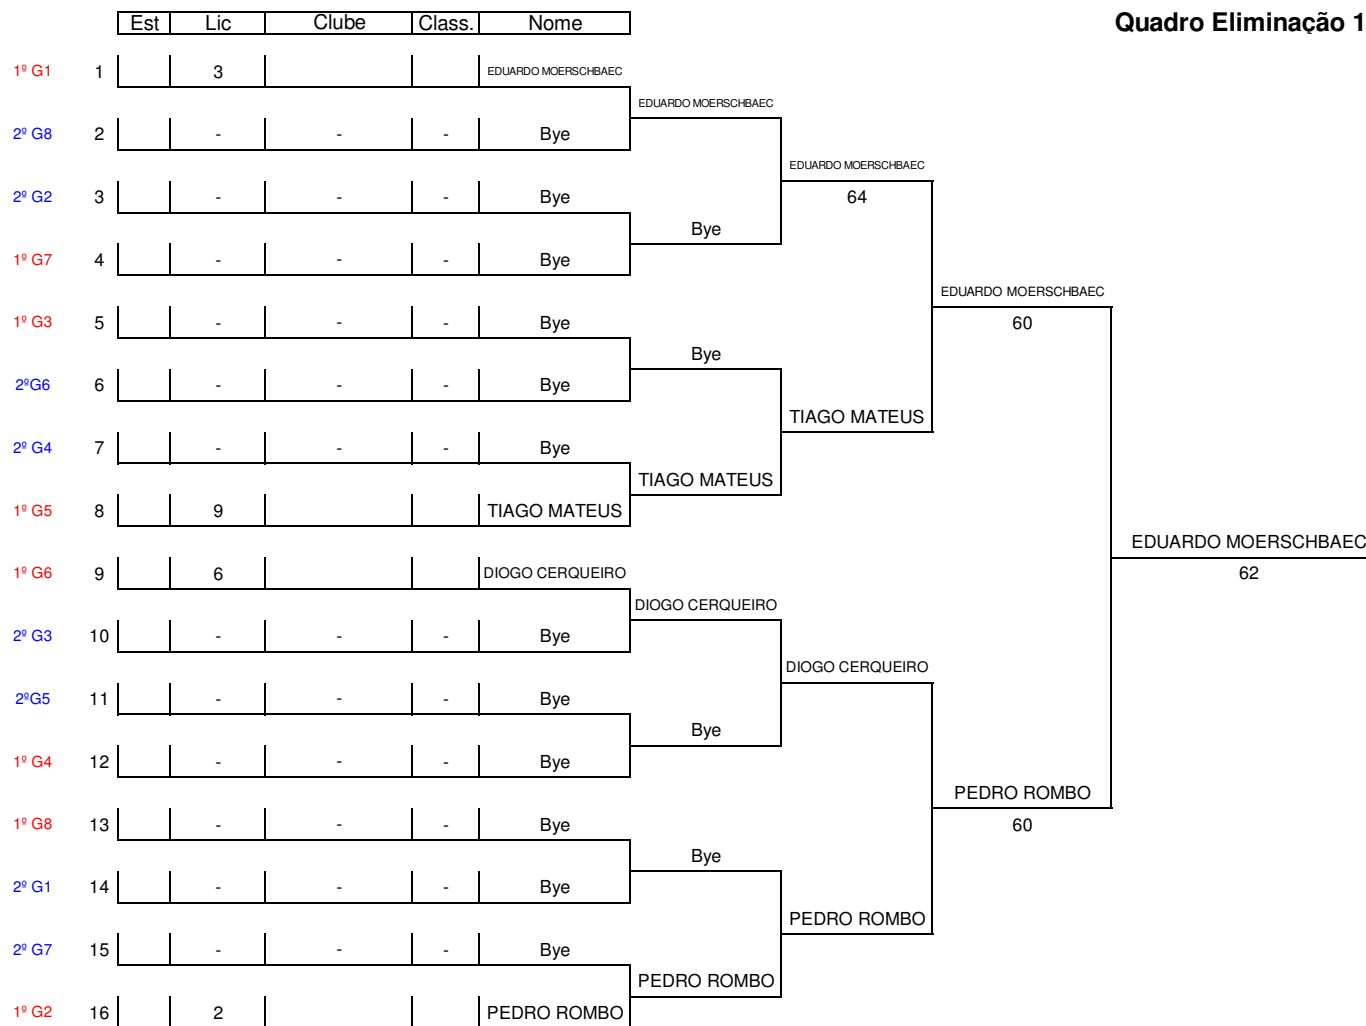 Est Lic Clube Class. Nome Quadro Eliminação 1
1º G1 1 3 EDUARDO MOERSCHBAEC
EDUARDO MOERSCHBAEC
2º G8 2 - - - Bye
EDUARDO MOERSCHBAEC
2º G2 3 - - - Bye 64
Bye
1º G7 4 - - - Bye
EDUARDO MOERSCHBAEC
1º G3 5 - - - Bye 60
Bye
2ºG6 6 - - - Bye
TIAGO MATEUS
2º G4 7 - - - Bye
TIAGO MATEUS
1º G5 8 9 TIAGO MATEUS
EDUARDO MOERSCHBAEC
1º G6 9 6 DIOGO CERQUEIRO 62
DIOGO CERQUEIRO
2º G3 10 - - - Bye
DIOGO CERQUEIRO
2ºG5 11 - - - Bye
Bye
1º G4 12 - - - Bye
PEDRO ROMBO
1º G8 13 - - - Bye 60
Bye
2º G1 14 - - - Bye
PEDRO ROMBO
2º G7 15 - - - Bye
PEDRO ROMBO
1º G2 16 2 PEDRO ROMBO